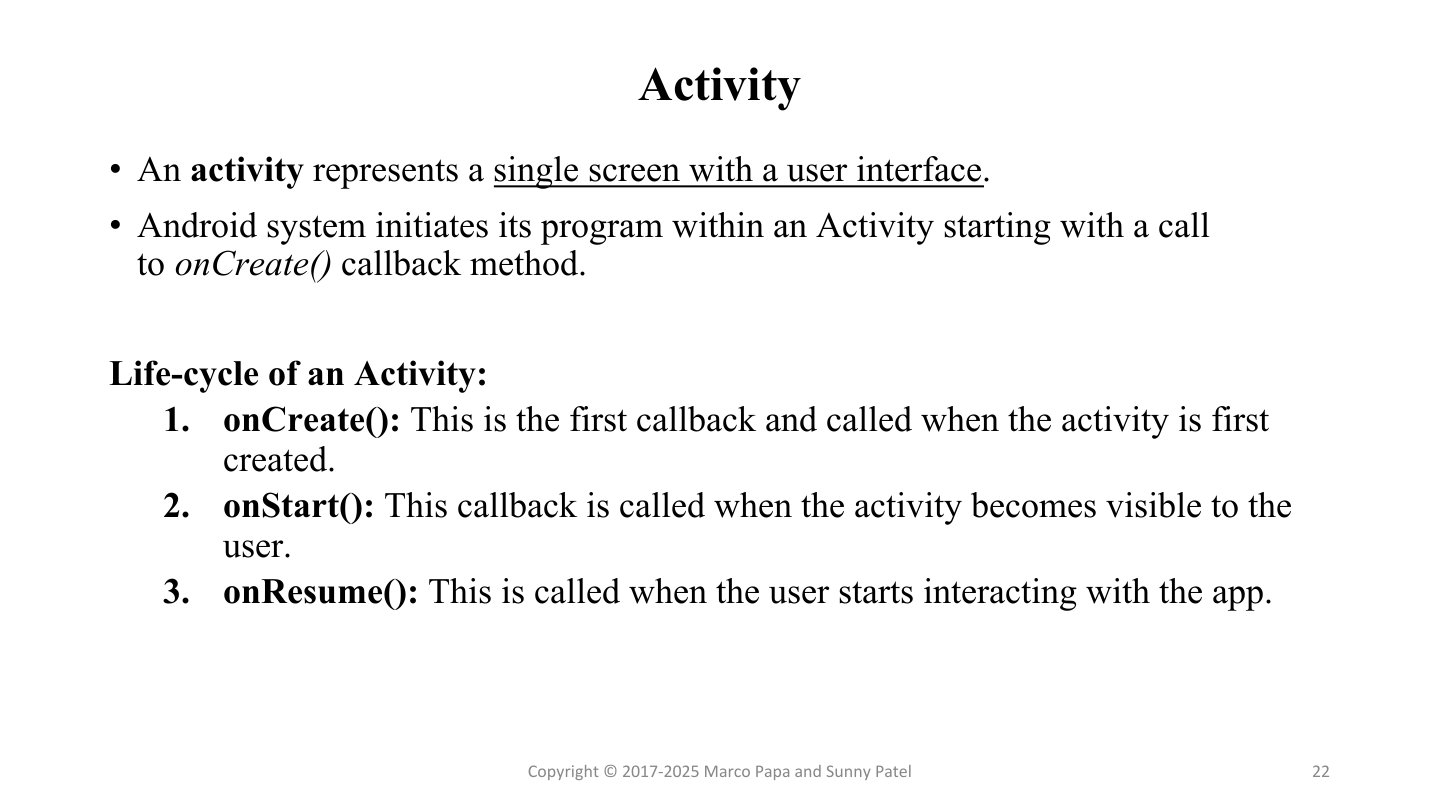 Activity
• An activity represents a single screen with a user interface.
• Android system initiates its program within an Activity starting with a call
to onCreate() callback method.
Life-cycle of an Activity:
1. onCreate(): This is the first callback and called when the activity is first
created.
2. onStart(): This callback is called when the activity becomes visible to the
user.
3. onResume(): This is called when the user starts interacting with the app.
Copyright © 2017-2025 Marco Papa and Sunny Patel
22